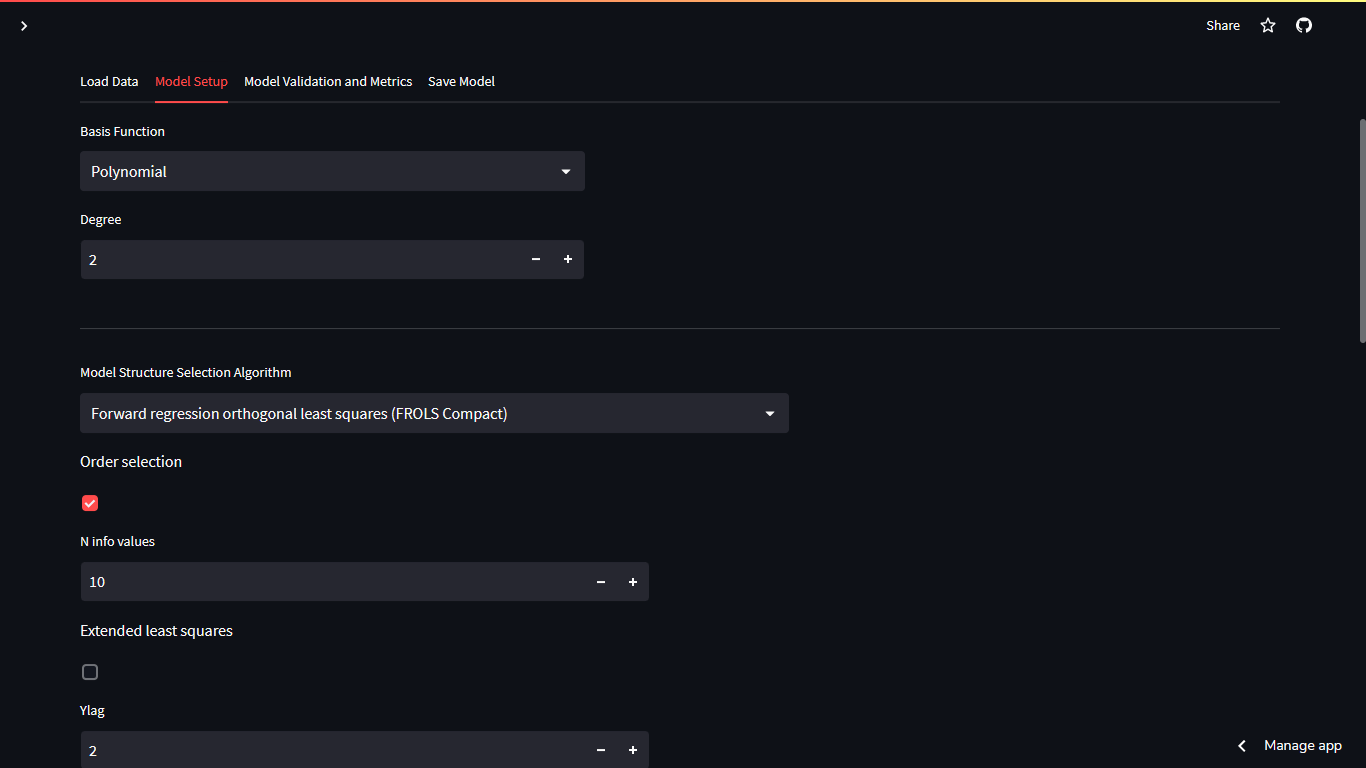 Share
Load Data Model Setup Model Validation and Metrics Save Model
Basis Function
Polynomial
Degree
2
Model Structure Selection Algorithm
Forward regression orthogonal least squares (FROLS Compact)
Order selection
N info values
10
Extended least squares
Ylag
2
Manage app